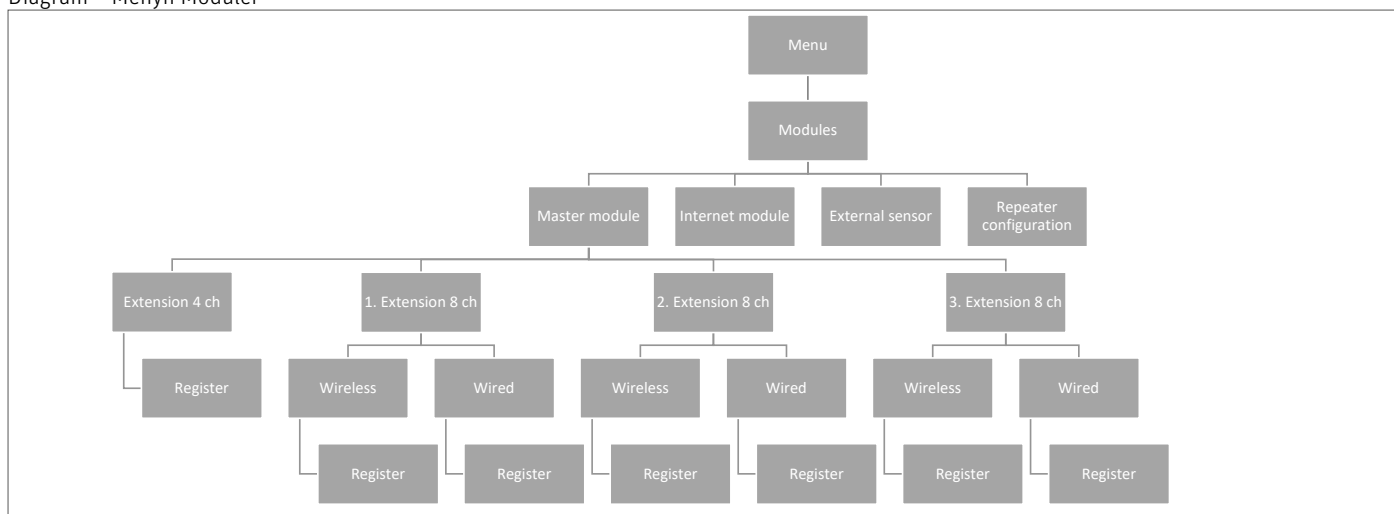 Diagram – Menyn Moduler
Menu
Modules
Master module
Internet module
External sensor
Repeater
configuration
Extension 4 ch
1. Extension 8 ch
2. Extension 8 ch
3. Extension 8 ch
Register
Wireless
Wired
Wireless
Wired
Wireless
Wired
Register
Register
Register
Register
Register
Register